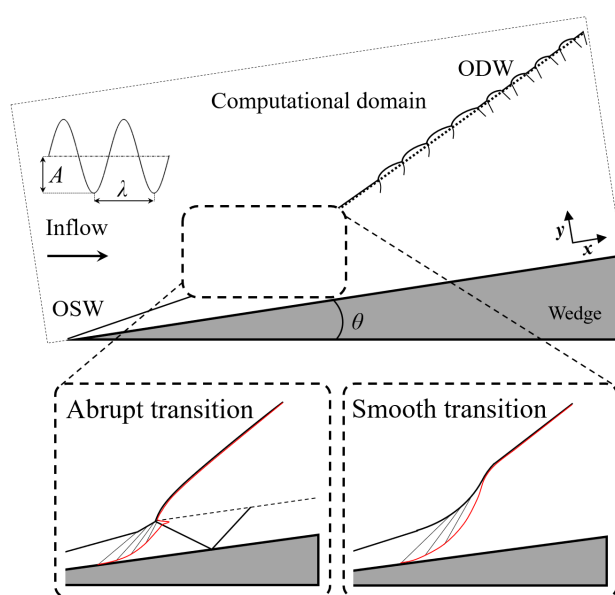 ODW
Computational domain
A
λ
Inflow
y
x
OSW
θ
Wedge
Abrupt transition
Smooth transition